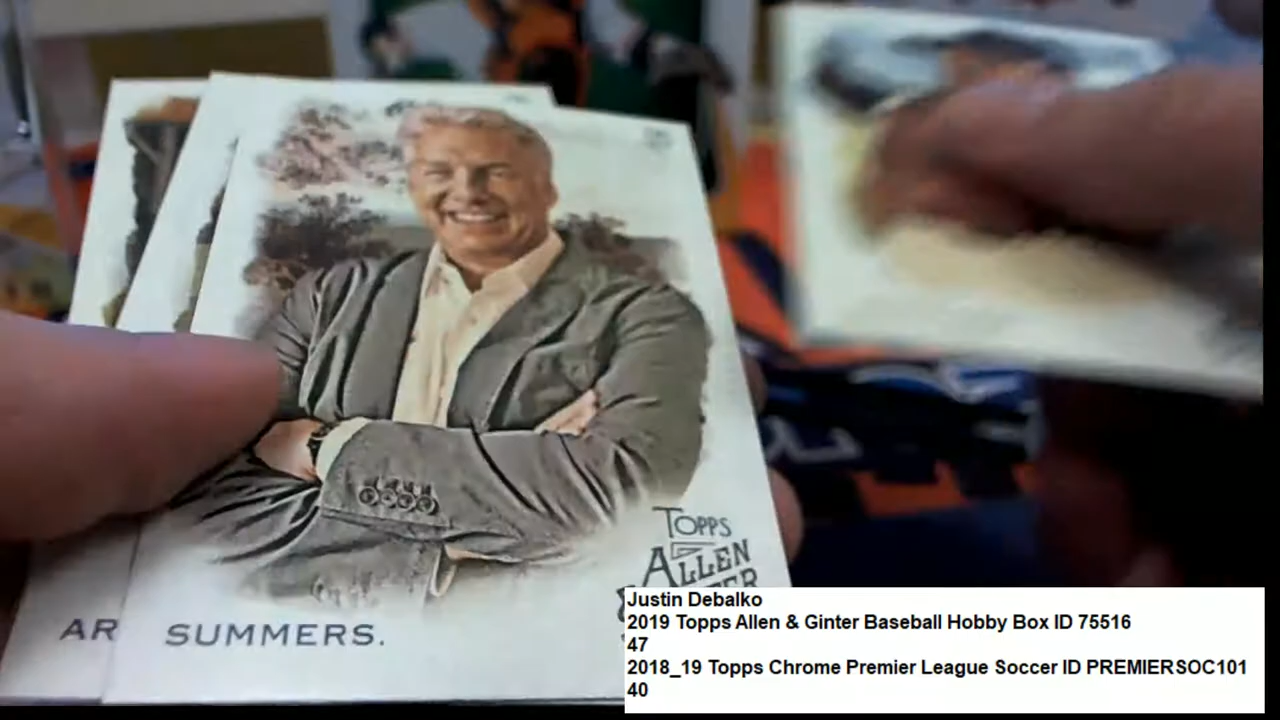 TOPPS
ALLEN
AR
SUMMERS.
Justin Debalko
2019 Topps Allen & Ginter Baseball Hobby Box ID 75516
47
2018_19 Topps Chrome Premier League Soccer ID PREMIERSOC101
40